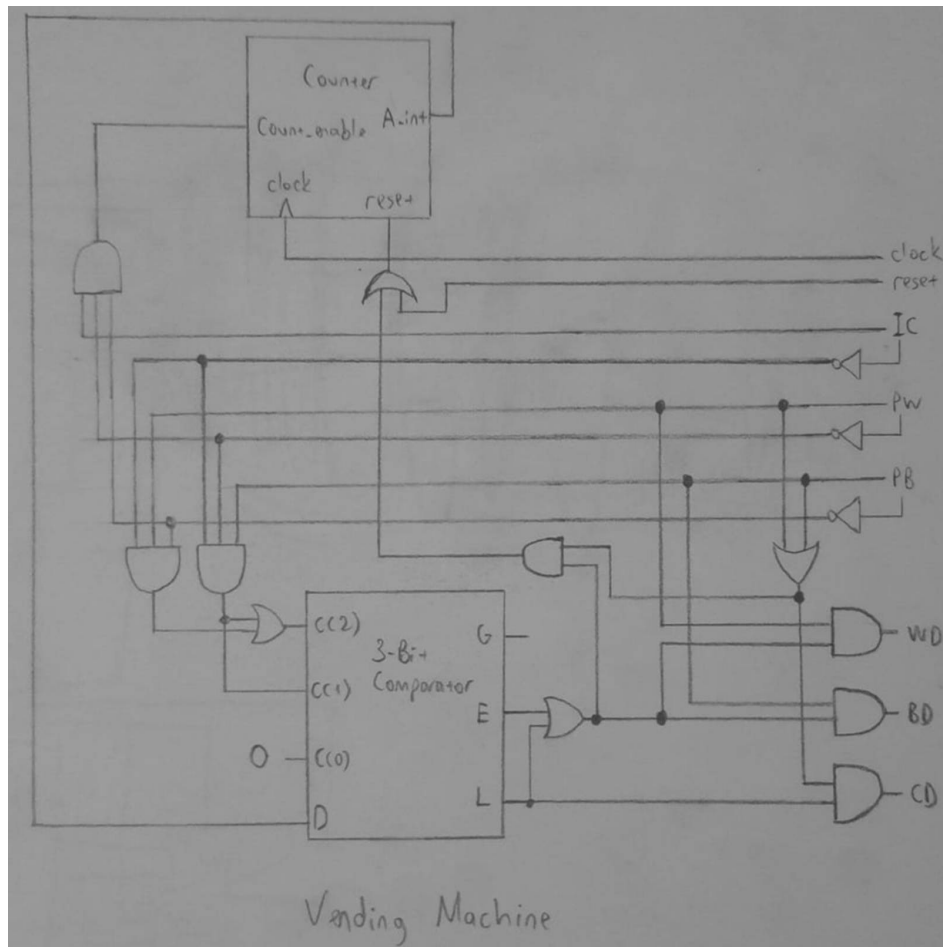 Counter
Count_enable A_int
clock
reset
clock
reset
IC
PW
PB
C(2) G
3-Bit
Comparator
C(1)
E
0 C(0)
L
D
WD
BD
CD
Vending Machine